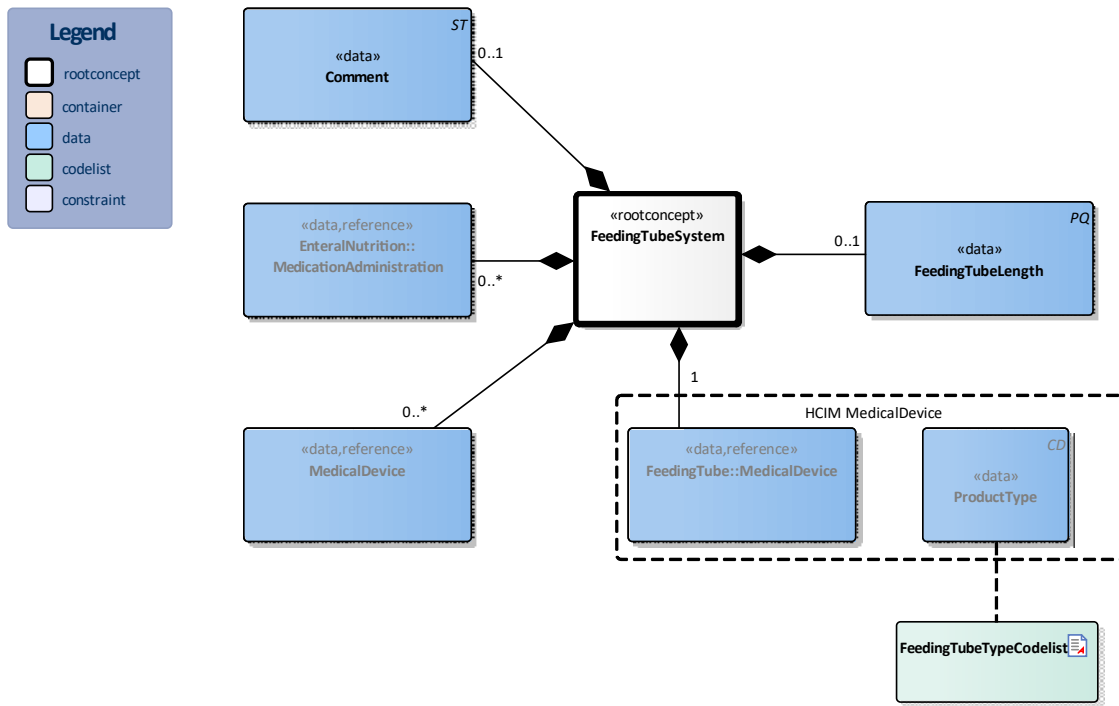 Legend
rootconcept
container
data
codelist
constraint
ST
«data»
Comment
0..1
«data,reference»
EnteralNutrition::
MedicationAdministration
0..*
«rootconcept»
FeedingTubeSystem
0..1
PQ
«data»
FeedingTubeLength
0..*
1
HCIM MedicalDevice
«data,reference»
MedicalDevice
«data,reference»
FeedingTube::MedicalDevice
CD
«data»
ProductType
FeedingTubeTypeCodelist